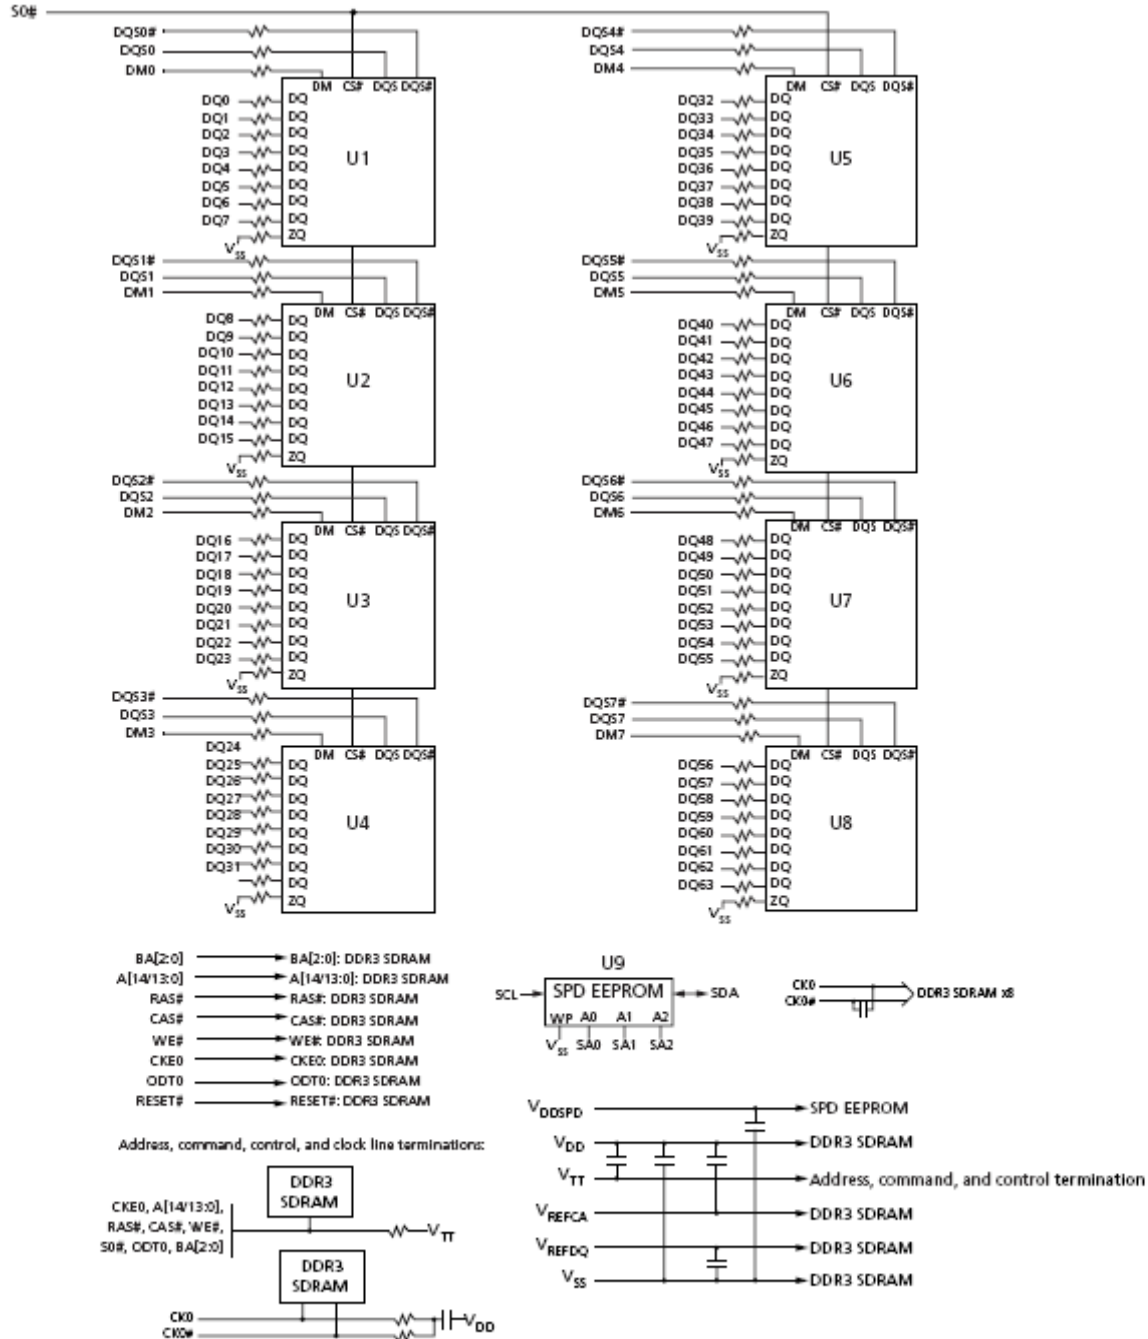 S0#
DQS0#
DQS0
DM0
DM CS# DQS DQS#
DQ0 DQ
DQ1 DQ
DQ2 DQ
DQ3 DQ
DQ4 DQ
DQ5 DQ
DQ6 DQ
DQ7 DQ
VSS ZQ
U1
DQS1#
DQS1
DM1
DM CS# DQS DQS#
DQ8 DQ
DQ9 DQ
DQ10 DQ
DQ11 DQ
DQ12 DQ
DQ13 DQ
DQ14 DQ
DQ15 DQ
VSS ZQ
U2
DQS2#
DQS2
DM2
DM CS# DQS DQS#
DQ16 DQ
DQ17 DQ
DQ18 DQ
DQ19 DQ
DQ20 DQ
DQ21 DQ
DQ22 DQ
DQ23 DQ
VSS ZQ
U3
DQS3#
DQS3
DM3
DM CS# DQS DQS#
DQ24
DQ25 DQ
DQ26 DQ
DQ27 DQ
DQ28 DQ
DQ29 DQ
DQ30 DQ
DQ31 DQ
DQ
VSS ZQ
U4
DQS4#
DQS4
DM4
DM CS# DQS DQS#
DQ32 DQ
DQ33 DQ
DQ34 DQ
DQ35 DQ
DQ36 DQ
DQ37 DQ
DQ38 DQ
DQ39 DQ
VSS ZQ
U5
DQS5#
DQS5
DM5
DM CS# DQS DQS#
DQ40 DQ
DQ41 DQ
DQ42 DQ
DQ43 DQ
DQ44 DQ
DQ45 DQ
DQ46 DQ
DQ47 DQ
VSS ZQ
U6
DQS6#
DQS6
DM6
DM CS# DQS DQS#
DQ48 DQ
DQ49 DQ
DQ50 DQ
DQ51 DQ
DQ52 DQ
DQ53 DQ
DQ54 DQ
DQ55 DQ
VSS ZQ
U7
DQS7#
DQS7
DM7
DM CS# DQS DQS#
DQ56 DQ
DQ57 DQ
DQ58 DQ
DQ59 DQ
DQ60 DQ
DQ61 DQ
DQ62 DQ
DQ63 DQ
VSS ZQ
U8
BA[2:0] BA[2:0]: DDR3 SDRAM
A[14/13:0] A[14/13:0]: DDR3 SDRAM
RAS# RAS#: DDR3 SDRAM
CAS# CAS#: DDR3 SDRAM
WE# WE#: DDR3 SDRAM
CKE0 CKE0: DDR3 SDRAM
ODT0 ODT0: DDR3 SDRAM
RESET# RESET#: DDR3 SDRAM
U9
SCL SPD EEPROM SDA
WP A0 A1 A2
VSS SA0 SA1 SA2
CK0
CK0#
DDR3 SDRAM x8
Address, command, control, and clock line terminations:
DDR3
SDRAM
CKE0, A[14/13:0],
RAS#, CAS#, WE#,
S0#, ODT0, BA[2:0]
VTT
DDR3
SDRAM
CK0
CK0#
VDD
VDDSPD SPD EEPROM
VDD DDR3 SDRAM
VTT Address, command, and control termination
VREFCA DDR3 SDRAM
VREFDQ DDR3 SDRAM
VSS DDR3 SDRAM